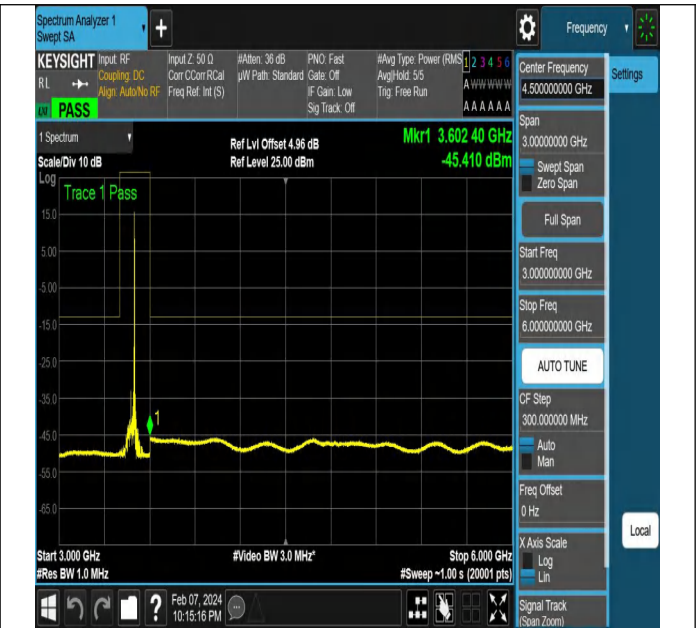 Spectrum Analyzer 1
Swept SA
+
Frequency
KEYSIGHT
RL
PASS
Input: RF
Coupling: DC
Align: Auto/No RF
Input Z: 50 Ω
Corr CCorr RCal
Freq Ref: Int (S)
#Atten: 36 dB
µW Path: Standard
PNO: Fast
Gate: Off
IF Gain: Low
Sig Track: Off
#Avg Type: Power (RMS
Avg|Hold: 5/5
Trig: Free Run
1 2 3 4 5 6
A W W W W W
A A A A A A
1 Spectrum
Scale/Div 10 dB
Log
Ref Lvl Offset 4.96 dB
Ref Level 25.00 dBm
Mkr1 3.602 40 GHz
-45.410 dBm
Trace 1 Pass
15.0
5.00
-5.00
-15.0
-25.0
-35.0
-45.0
-55.0
-65.0
1
Start 3.000 GHz
#Res BW 1.0 MHz
#Video BW 3.0 MHz*
Stop 6.000 GHz
#Sweep ~1.00 s (20001 pts)
?
Feb 07, 2024
10:15:16 PM
Center Frequency
4.500000000 GHz
Settings
Span
3.00000000 GHz
Swept Span
Zero Span
Full Span
Start Freq
3.000000000 GHz
Stop Freq
6.000000000 GHz
AUTO TUNE
CF Step
300.000000 MHz
Auto
Man
Freq Offset
0 Hz
X Axis Scale
Log
Lin
Local
Signal Track
(Span Zoom)